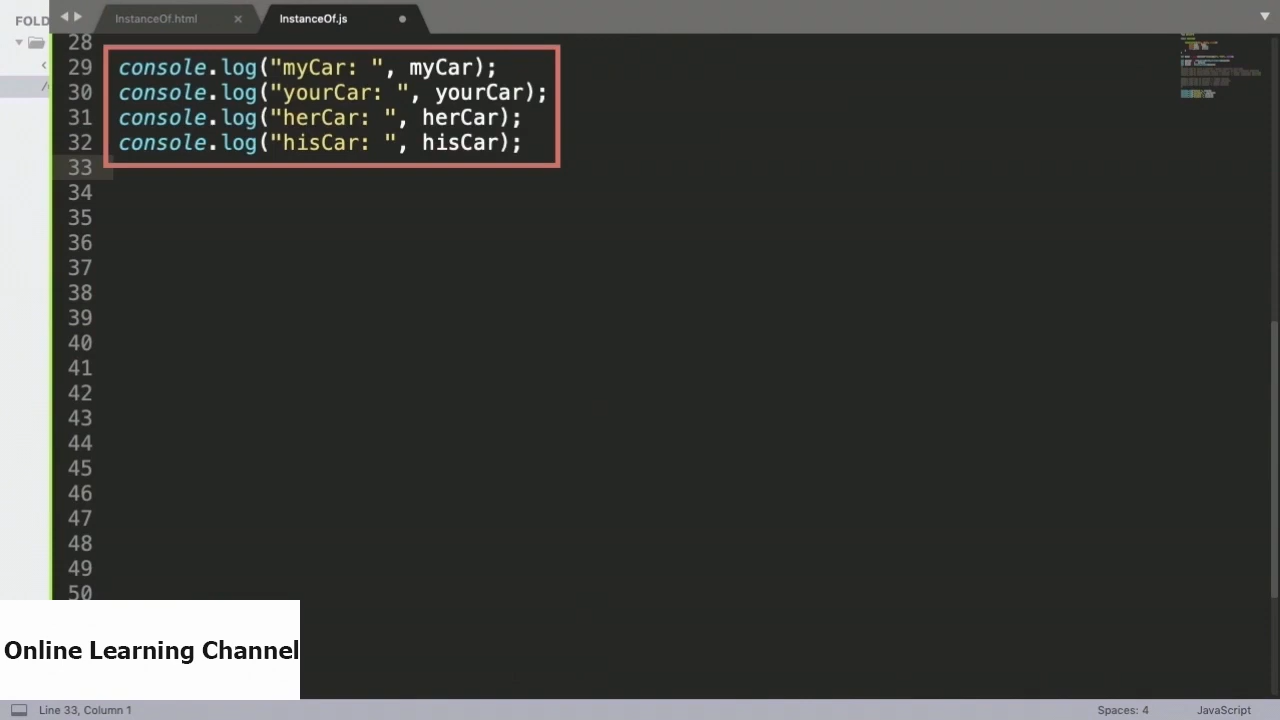 FOLD
InstanceOf.html ×
InstanceOf.js
28
29 console.log("myCar: ", myCar);
30 console.log("yourCar: ", yourCar);
31 console.log("herCar: ", herCar);
32 console.log("hisCar: ", hisCar);
33
34
35
36
37
38
39
40
41
42
43
44
45
46
47
48
49
50
Online Learning Channel
Line 33, Column 1
Spaces: 4
JavaScript